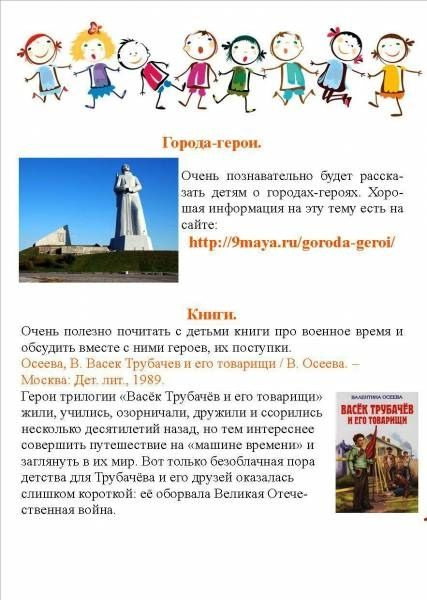 Города-герои.
Очень познавательно будет расска-
зать детям о городах-героях. Хоро-
шая информация на эту тему есть на
сайте:
http://9maya.ru/goroda-geroi/
Книги.
Очень полезно почитать с детьми книги про военное время и
обсудить вместе с ними героев, их поступки.
Осеева, В. Васек Трубачев и его товарищи / В. Осеева. –
Москва: Дет. лит., 1989.
Герои трилогии «Васёк Трубачёв и его товарищи»
жили, учились, озорничали, дружили и ссорились
несколько десятилетий назад, но тем интереснее
совершить путешествие на «машине времени» и
заглянуть в их мир. Вот только безоблачная пора
детства для Трубачёва и его друзей оказалась
слишком короткой: её оборвала Великая Отече-
ственная война.
ВАЛЕНТИНА ОСЕЕВА
ВАСЁК ТРУБАЧЁВ
И ЕГО ТОВАРИЩИ